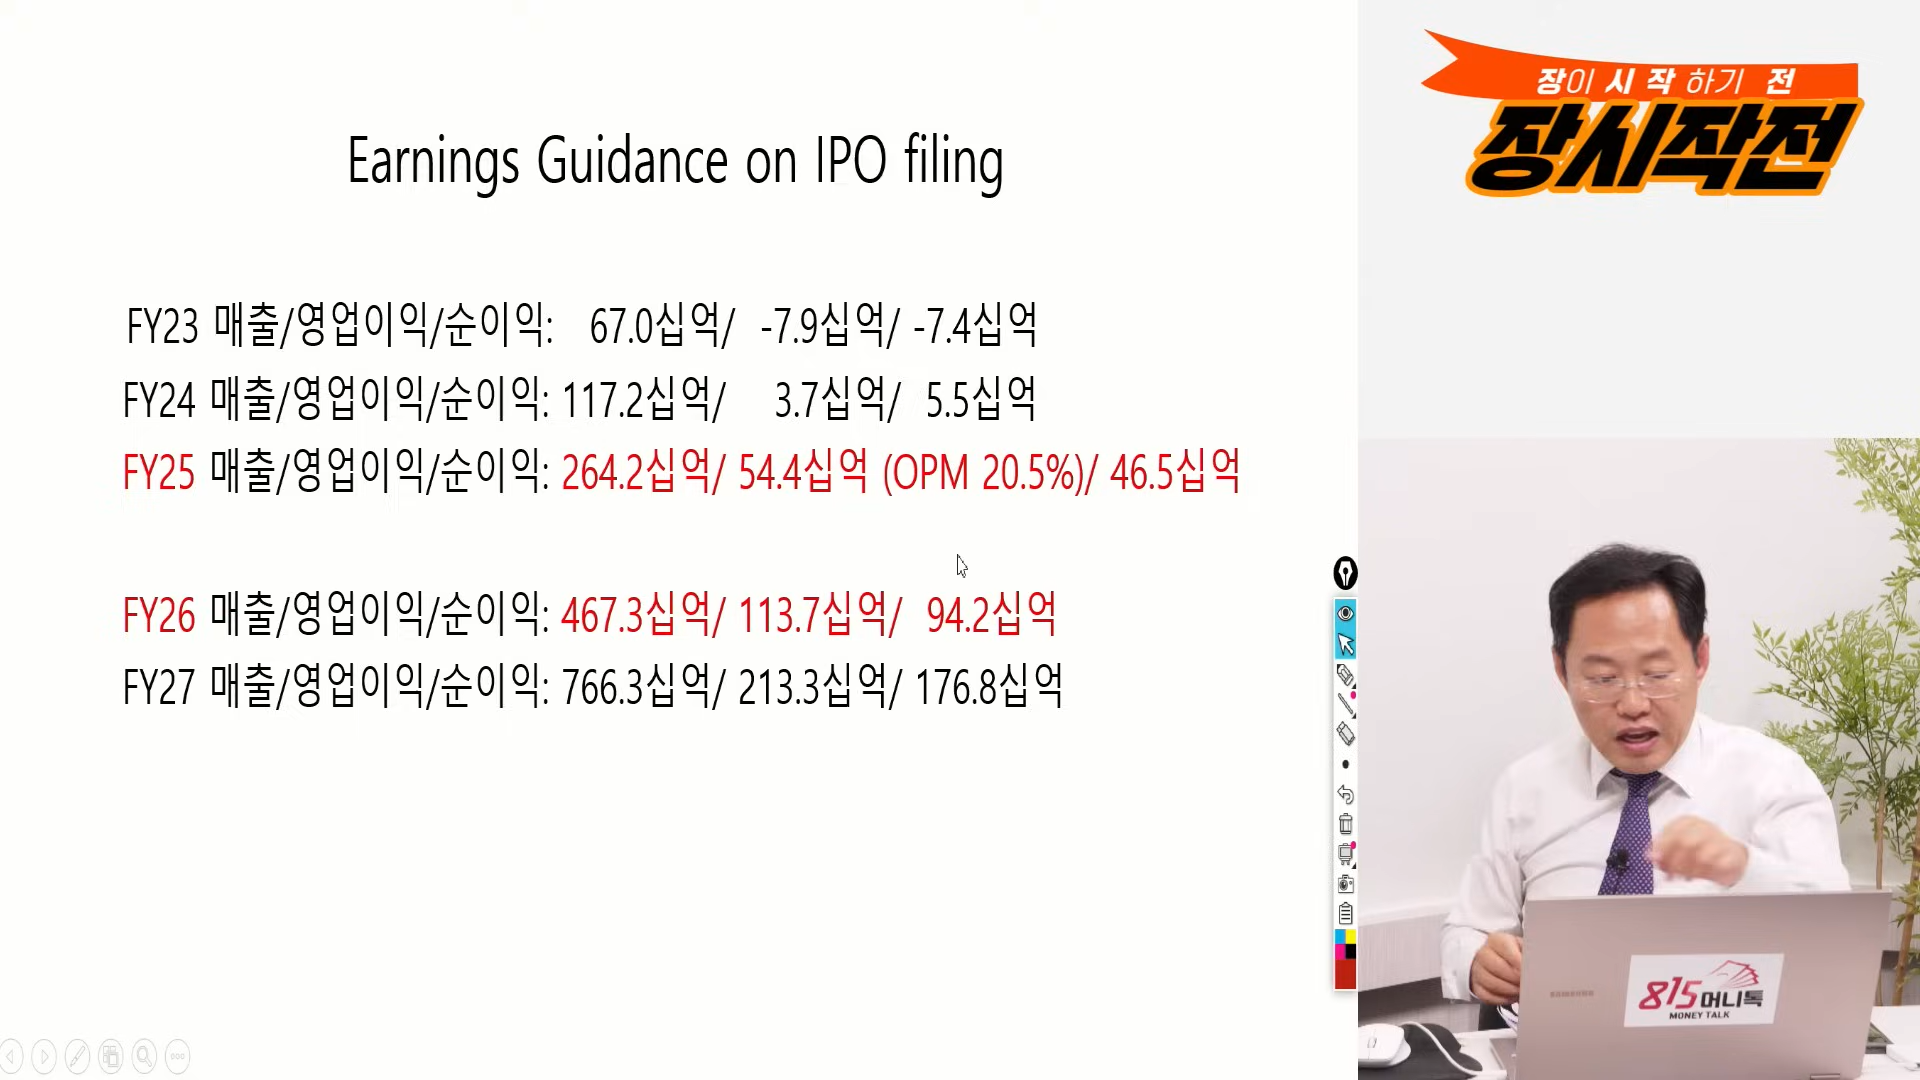 Earnings Guidance on IPO filing
FY23 매출/영업이익/순이익: 67.0십억/ -7.9십억/ -7.4십억
FY24 매출/영업이익/순이익: 117.2십억/ 3.7십억/ 5.5십억
FY25 매출/영업이익/순이익: 264.2십억/ 54.4십억 (OPM 20.5%)/ 46.5십억
FY26 매출/영업이익/순이익: 467.3십억/ 113.7십억/ 94.2십억
FY27 매출/영업이익/순이익: 766.3십억/ 213.3십억/ 176.8십억
장이 시작하기 전
장시작전
SAMSUNG
815머니톡
MONEY TALK